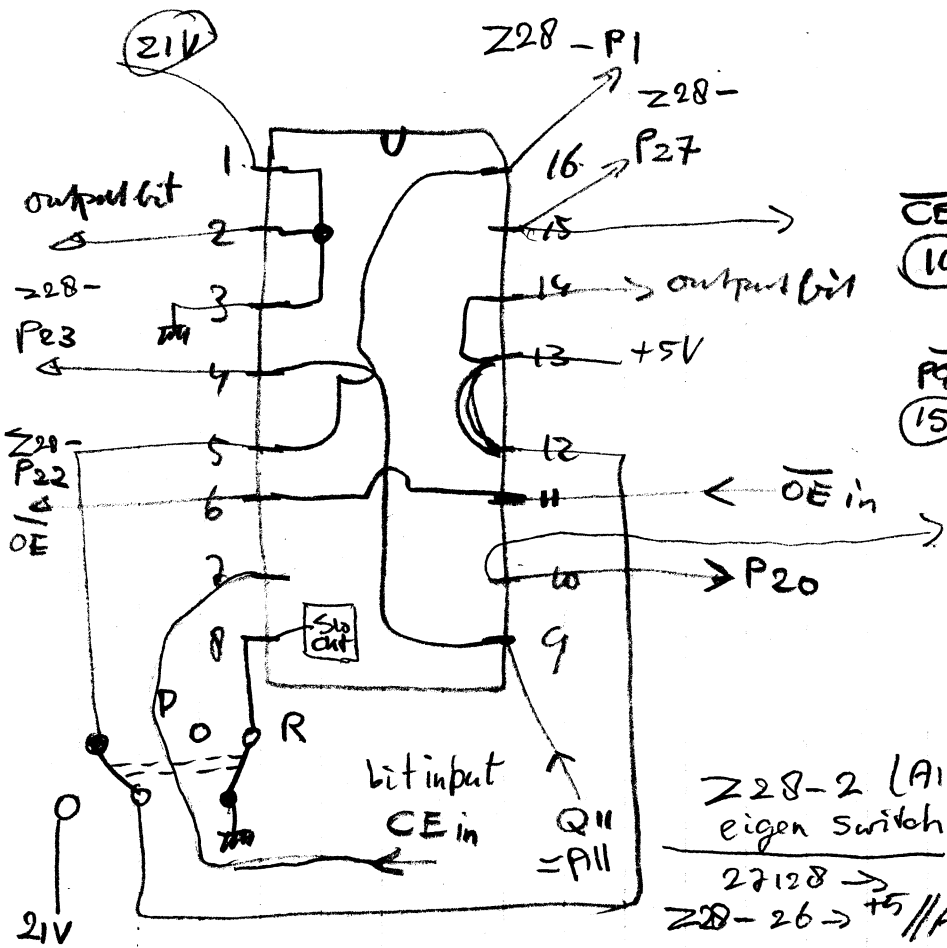 21V
Z28 - P1
Z28 -
P27
1
16
output bit
2
15
CE
Z28 -
3
14
output bit
P23
4
13
+5V
Z28 -
5
12
P22
6
11
OE in
OE
7
10
P20
8
9
P
O
R
bit input
CE in
Q11
= A11
21V
Z28-2 (A1
eigen switch
27128 →
Z28-26 → +5 //